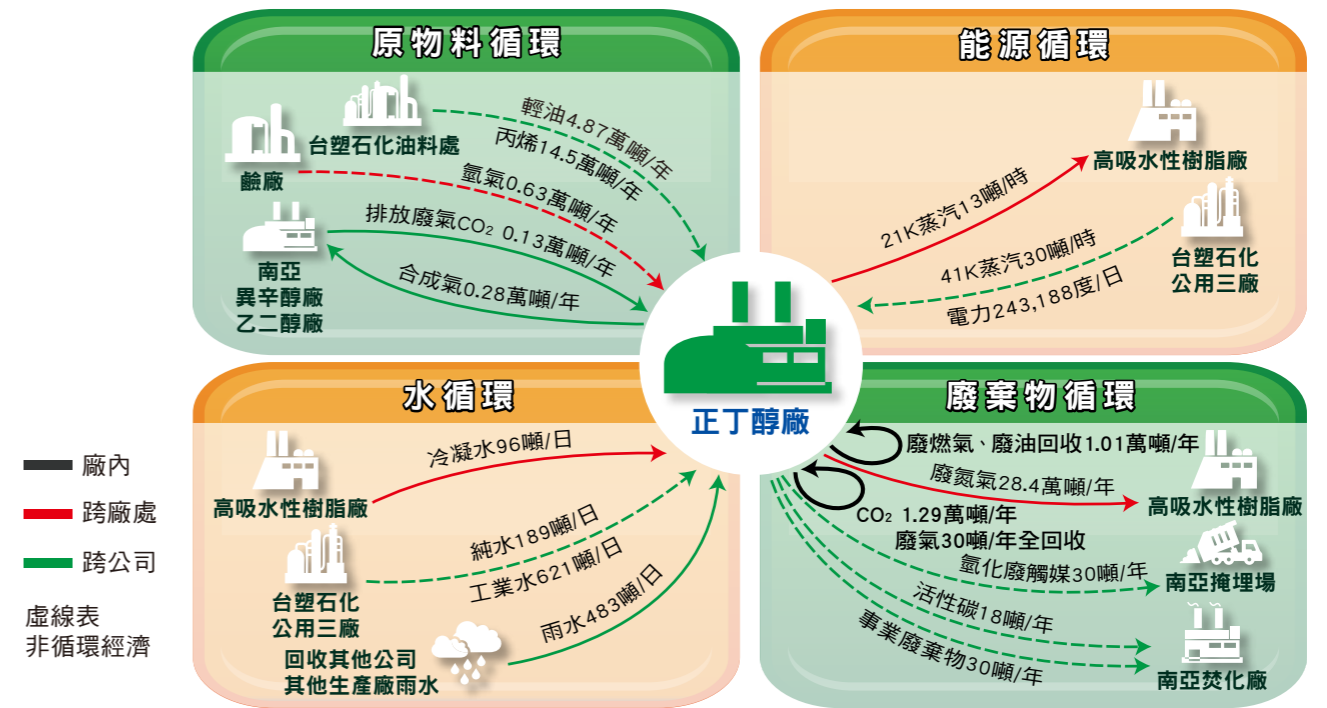 原物料循環
台塑石化油料處
鹼廠
南亞
異辛醇廠
乙二醇廠
輕油4.87萬噸/年
丙烯14.5萬噸/年
氫氣0.63萬噸/年
排放廢氣CO₂ 0.13萬噸/年
合成氣0.28萬噸/年
能源循環
高吸水性樹脂廠
21K蒸汽13噸/時
台塑石化
公用三廠
41K蒸汽30噸/時
電力243,188度/日
正丁醇廠
水循環
高吸水性樹脂廠
冷凝水96噸/日
台塑石化
公用三廠
純水189噸/日
工業水621噸/日
回收其他公司
其他生產廠雨水
雨水483噸/日
廢棄物循環
廢燃氣、廢油回收1.01萬噸/年
廢氮氣28.4萬噸/年
高吸水性樹脂廠
CO₂ 1.29萬噸/年
廢氣30噸/年全回收
氫化廢觸媒30噸/年
南亞掩埋場
活性碳18噸/年
事業廢棄物30噸/年
南亞焚化廠
廠內
跨廠處
跨公司
虛線表
非循環經濟